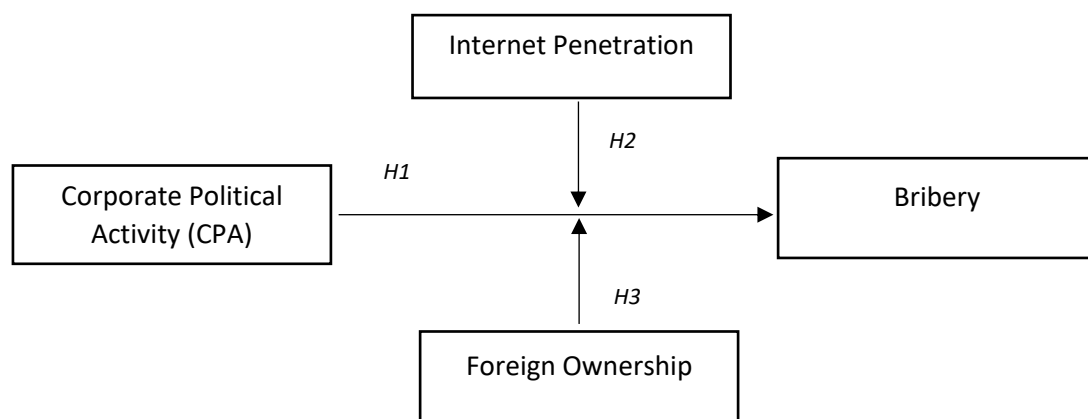 Internet Penetration
H2
H1
Corporate Political
Activity (CPA)
Bribery
H3
Foreign Ownership